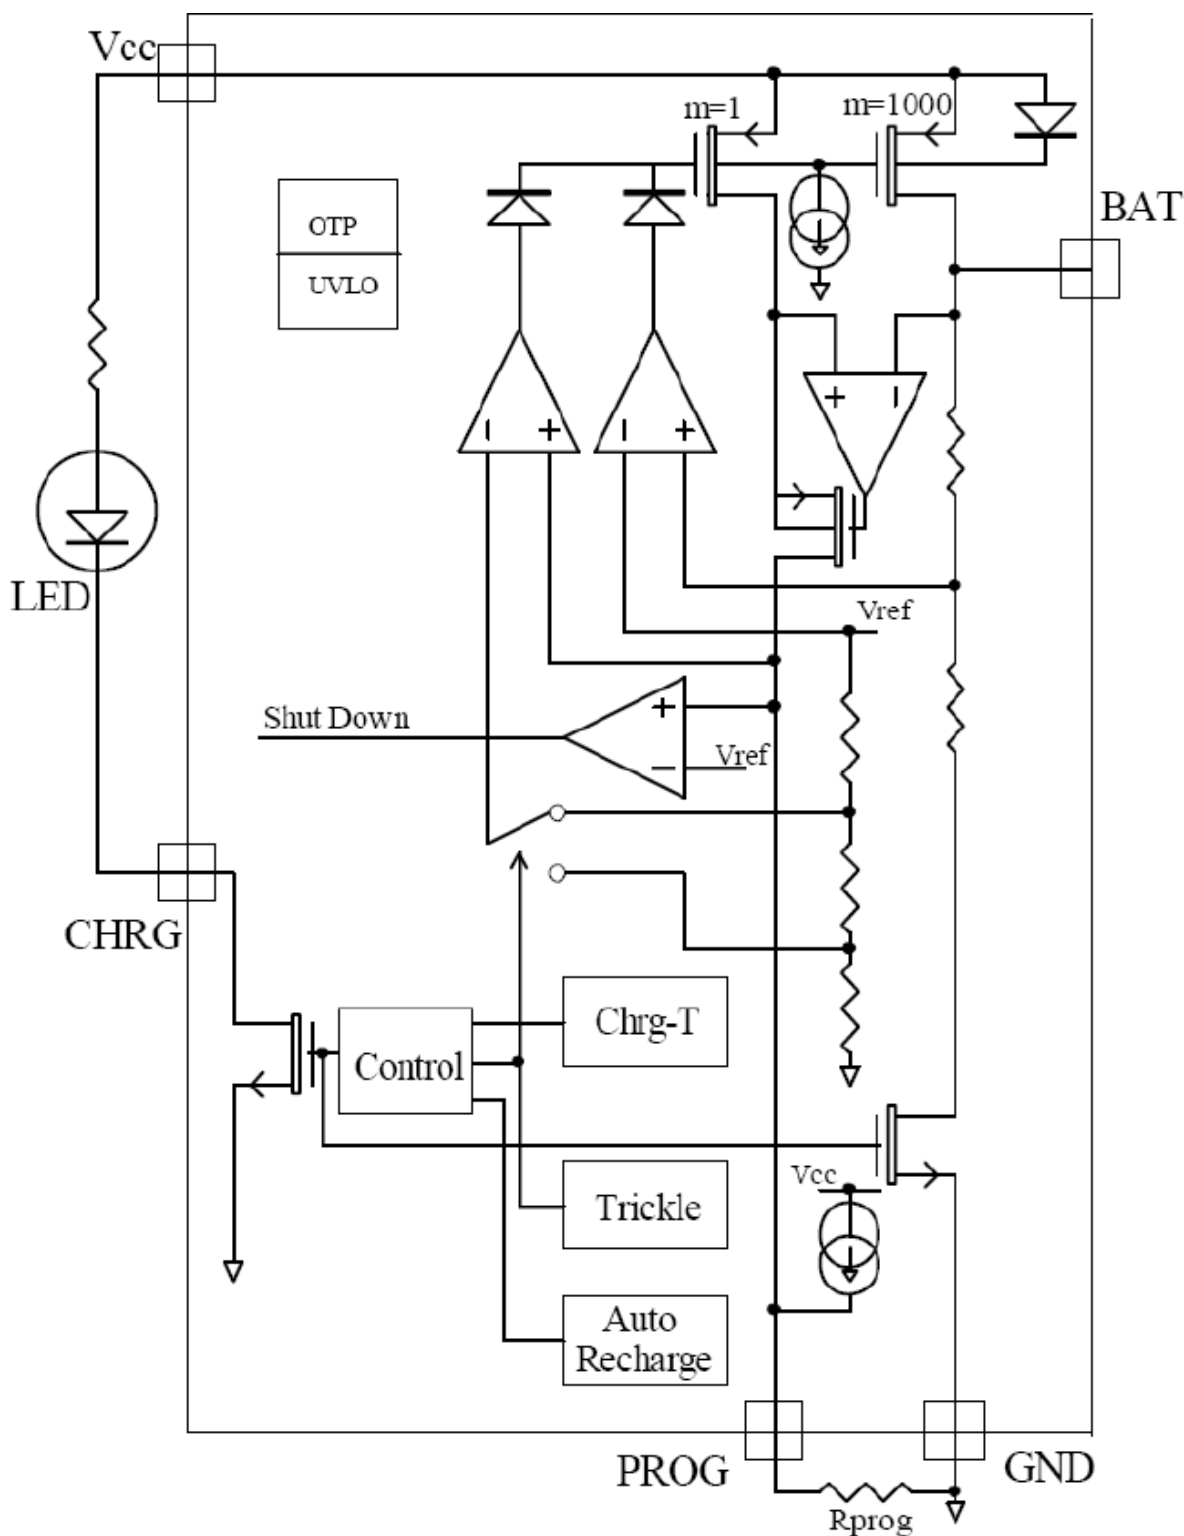 Vcc
m=1
m=1000
BAT
OTP
UVLO
+
−
−
+
−
+
LED
Vref
Shut Down
+
Vref
−
CHRG
Chrg-T
Control
Vcc
Trickle
Auto
Recharge
PROG
GND
Rprog